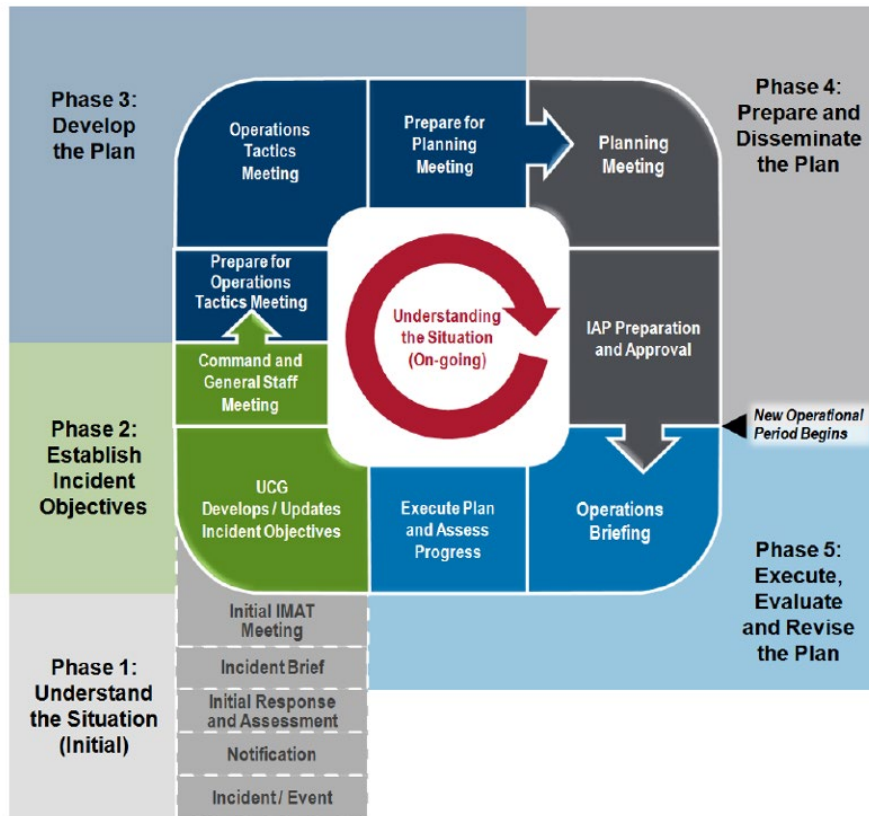 Phase 3:
Develop
the Plan
Operations
Tactics
Meeting
Prepare for
Planning
Meeting
Planning
Meeting
Phase 4:
Prepare and
Disseminate
the Plan
Prepare for
Operations
Tactics Meeting
Understanding
the Situation
(On-going)
IAP Preparation
and Approval
Command and
General Staff
Meeting
New Operational
Period Begins
Phase 2:
Establish
Incident
Objectives
UCG
Develops / Updates
Incident Objectives
Execute Plan
and Assess
Progress
Operations
Briefing
Phase 5:
Execute,
Evaluate
and Revise
the Plan
Phase 1:
Understand
the Situation
(Initial)
Initial IMAT
Meeting
Incident Brief
Initial Response
and Assessment
Notification
Incident / Event